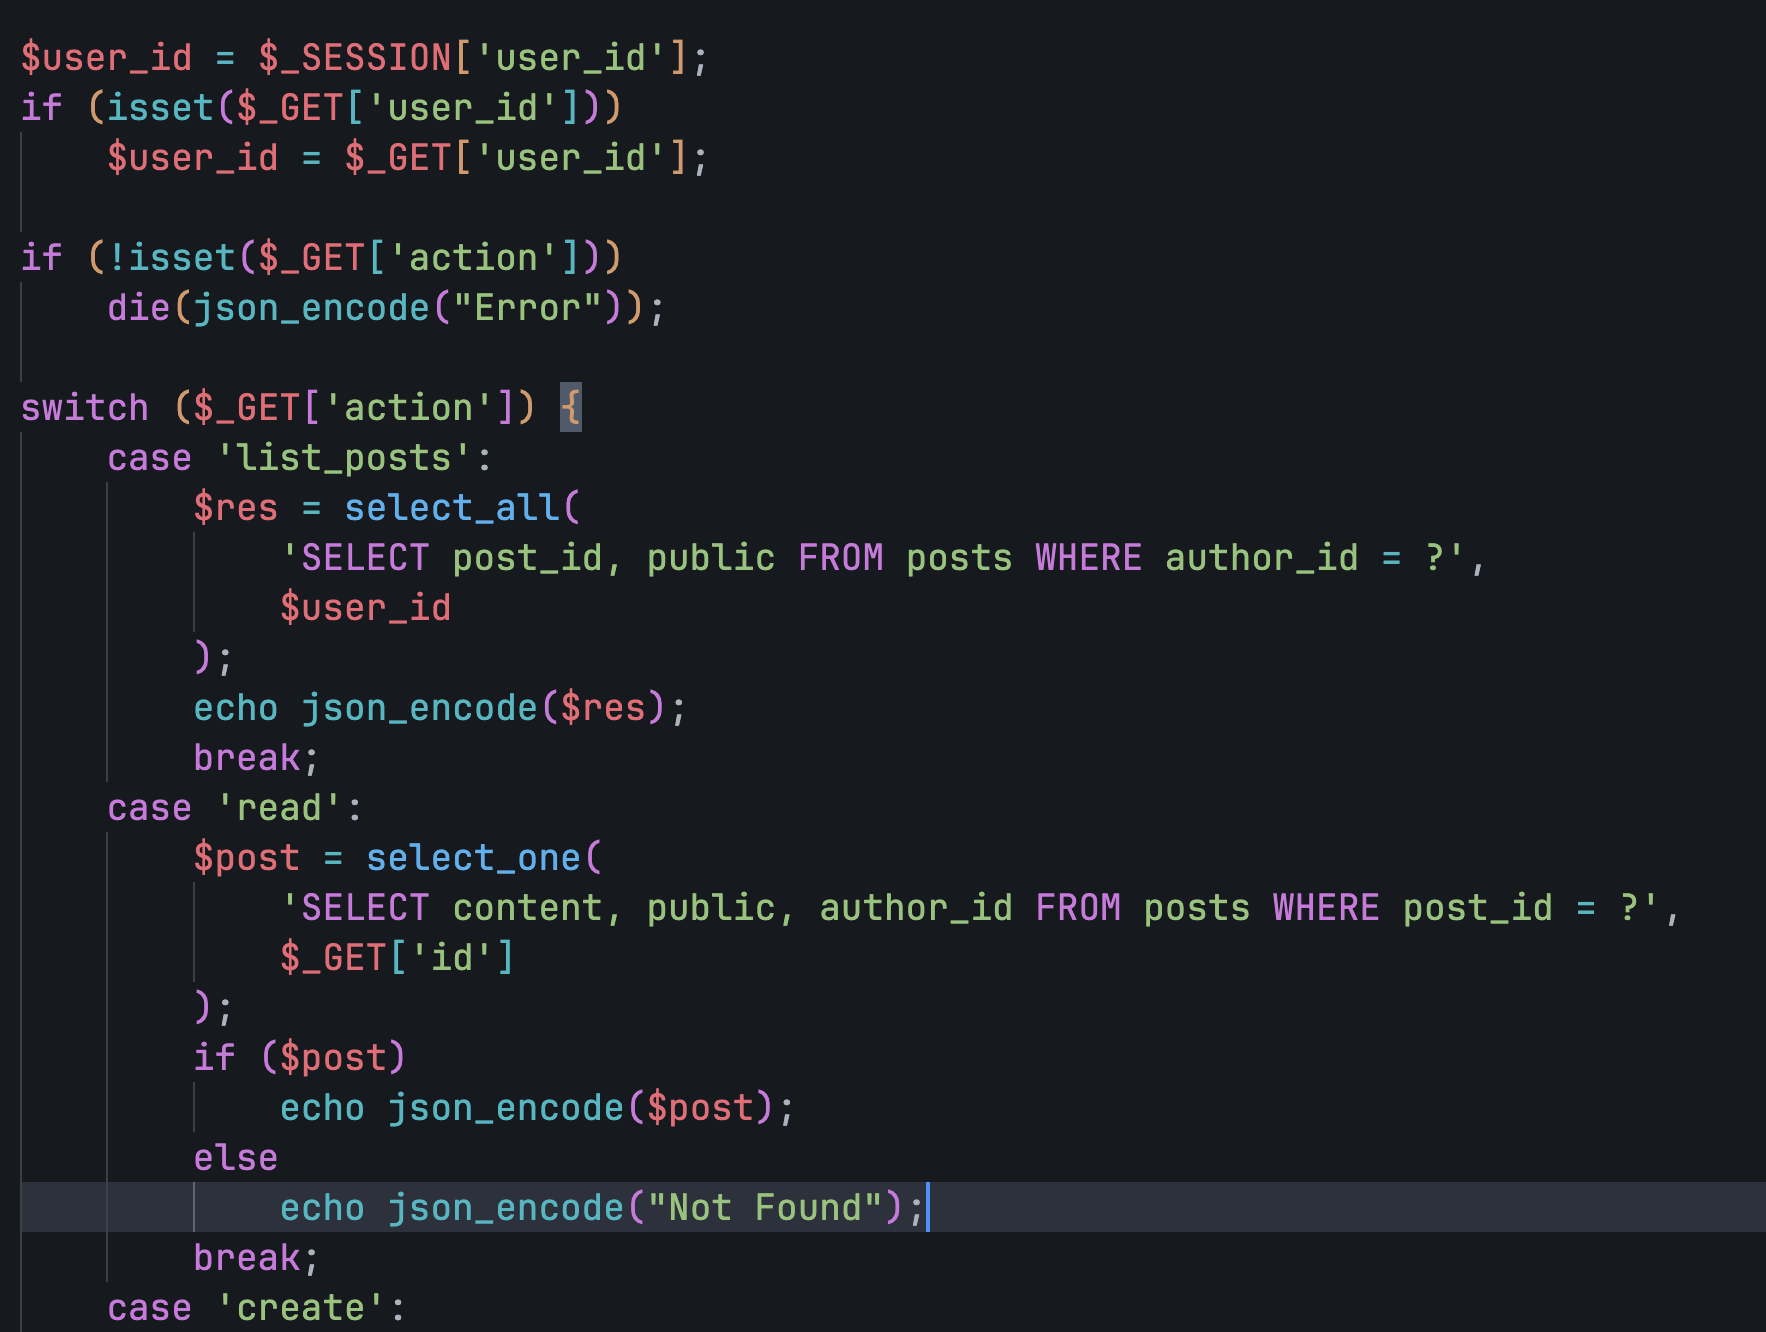 $user_id = $_SESSION['user_id'];
if (isset($_GET['user_id']))
    $user_id = $_GET['user_id'];

if (!isset($_GET['action']))
    die(json_encode("Error"));

switch ($_GET['action']) {
    case 'list_posts':
        $res = select_all(
            'SELECT post_id, public FROM posts WHERE author_id = ?',
            $user_id
        );
        echo json_encode($res);
        break;
    case 'read':
        $post = select_one(
            'SELECT content, public, author_id FROM posts WHERE post_id = ?',
            $_GET['id']
        );
        if ($post)
            echo json_encode($post);
        else
            echo json_encode("Not Found");
        break;
    case 'create':